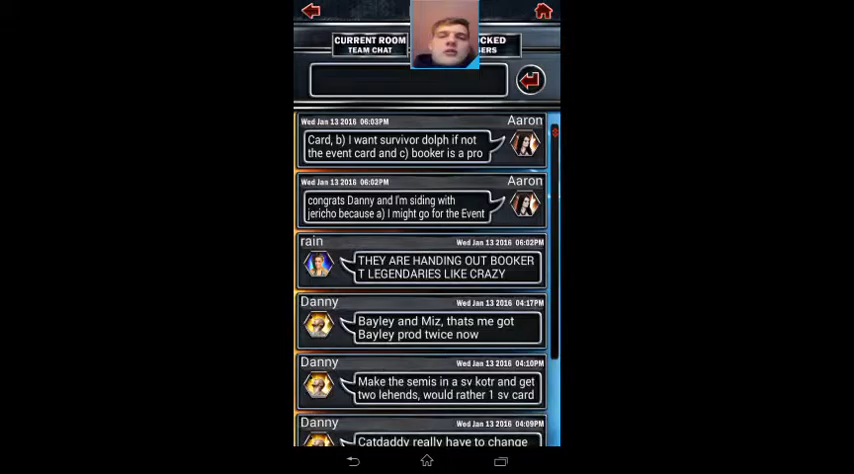 CURRENT ROOM
TEAM CHAT
Wed Jan 13 2016 06:03PM
Aaron
Card, b) I want survivor dolph if not
the event card and c) booker is a pro
Wed Jan 13 2016 06:02PM
Aaron
congrats Danny and I'm siding with
jericho because a) I might go for the Event
rain
Wed Jan 13 2016 06:02PM
THEY ARE HANDING OUT BOOKER
T LEGENDARIES LIKE CRAZY
Danny
Wed Jan 13 2016 04:17PM
Bayley and Miz, thats me got
Bayley prod twice now
Danny
Wed Jan 13 2016 04:10PM
Make the semis in a sv kotr and get
two lehends, would rather 1 sv card
Danny
Wed Jan 13 2016 04:09PM
Catdaddy really have to change